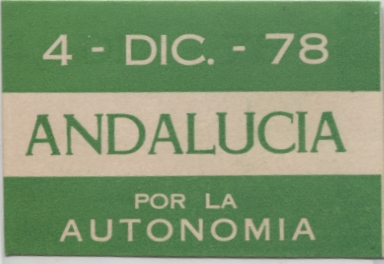 4 - DIC. - 78
ANDALUCIA
POR LA
AUTONOMIA